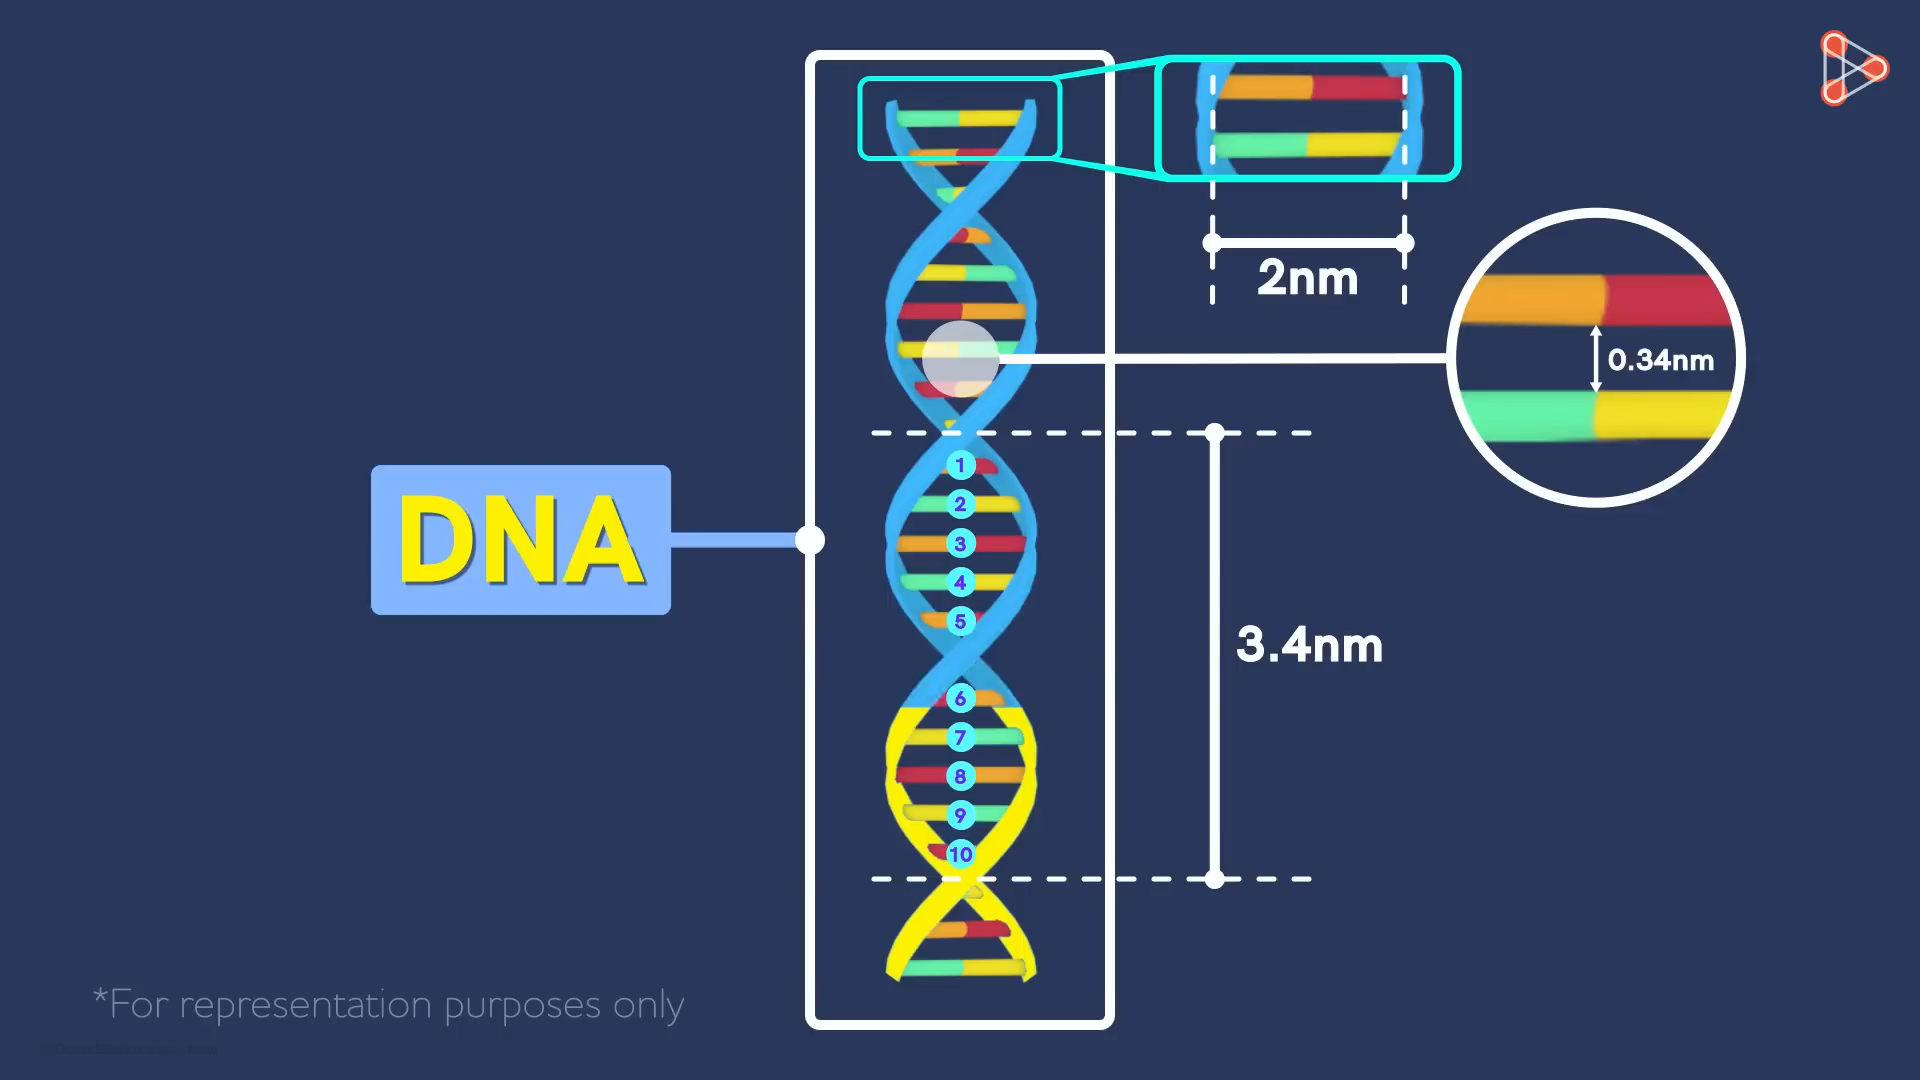 2nm
0.34nm
DNA
1
2
3
4
5
3.4nm
6
7
8
9
10
*For representation purposes only